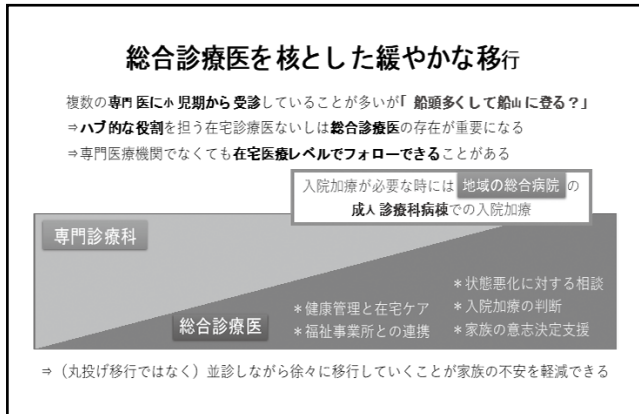 総合診療医を核とした緩やかな移行
複数の専門医に小児期から受診していることが多いが「船頭多くして船山に登る？」
⇒ハブ的な役割を担う在宅診療医ないしは総合診療医の存在が重要になる
⇒専門医療機関でなくても在宅医療レベルでフォローできることがある
入院加療が必要な時には 地域の総合病院 の
成人診療科病棟での入院加療
専門診療科
総合診療医
＊健康管理と在宅ケア
＊福祉事業所との連携
＊状態悪化に対する相談
＊入院加療の判断
＊家族の意志決定支援
⇒（丸投げ移行ではなく）並診しながら徐々に移行していくことが家族の不安を軽減できる